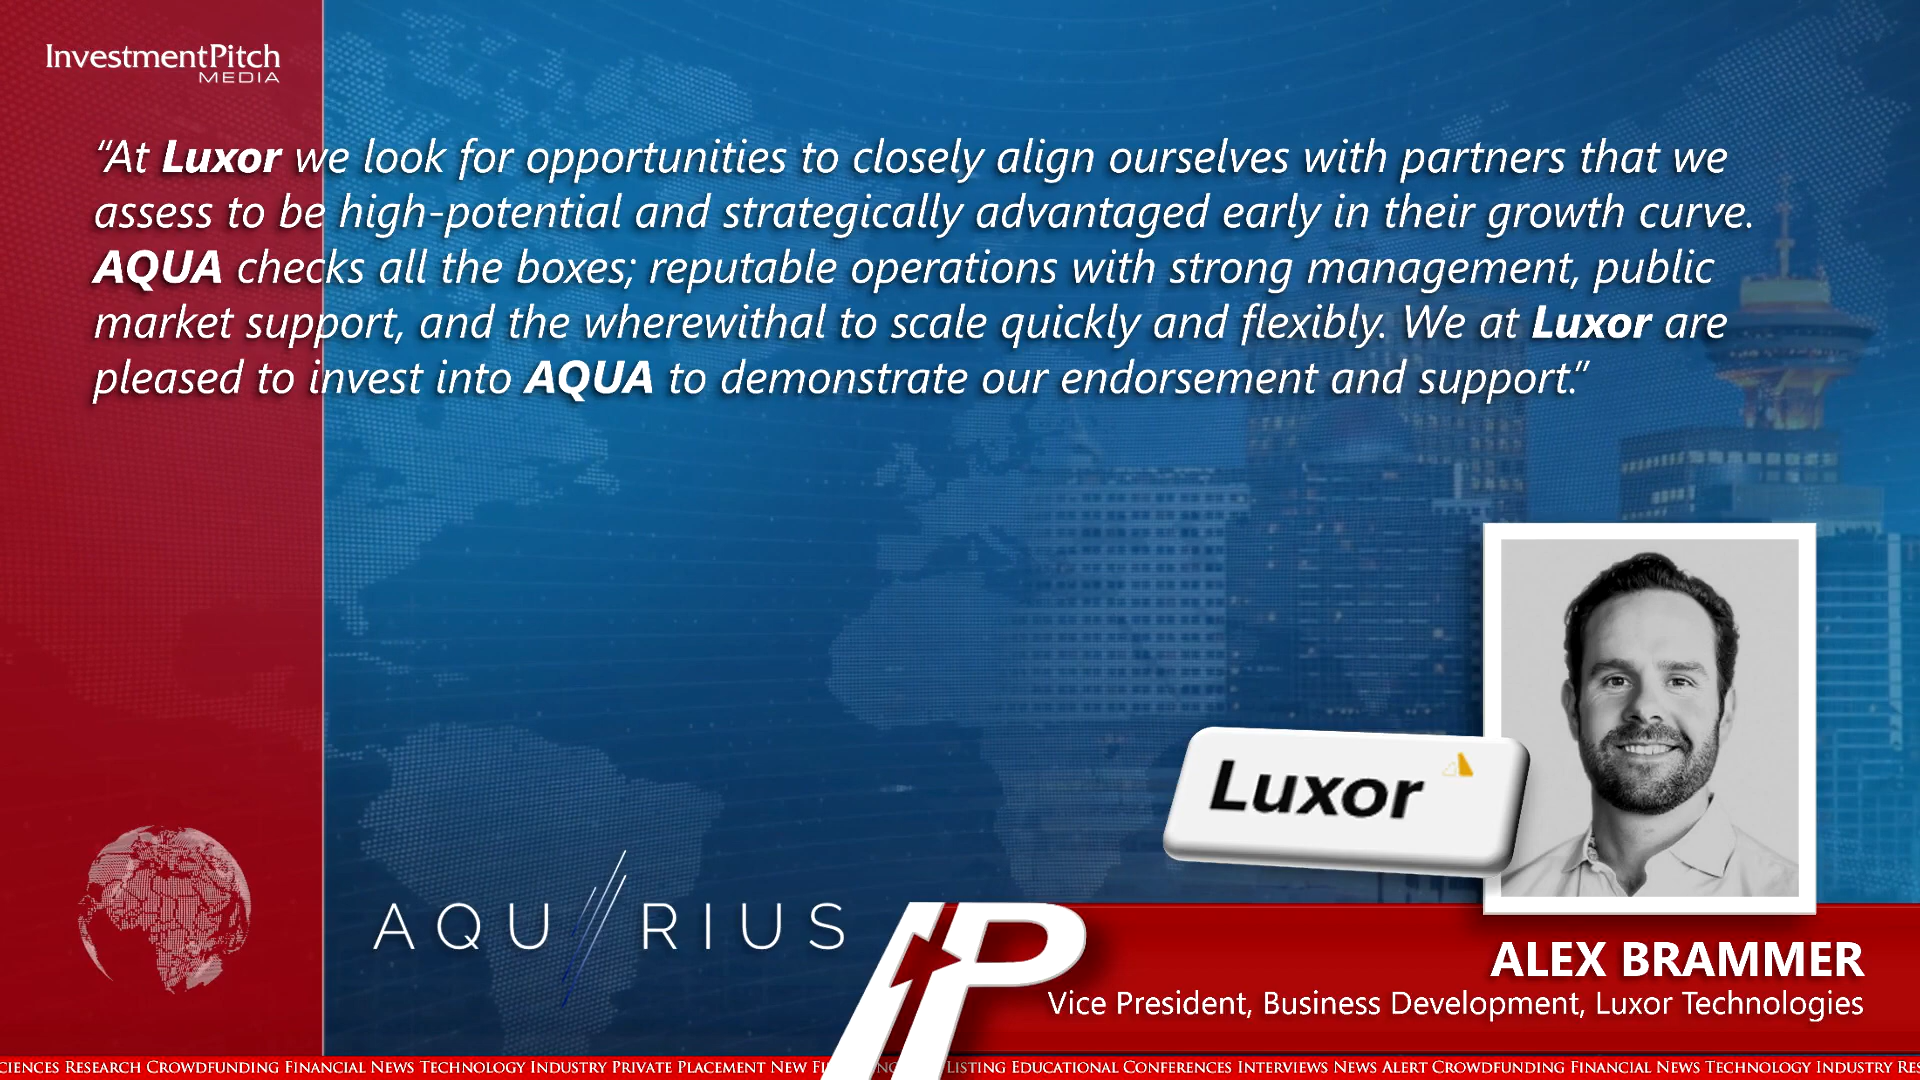 InvestmentPitch
MEDIA
“At Luxor we look for opportunities to closely align ourselves with partners that we
assess to be high-potential and strategically advantaged early in their growth curve.
AQUA checks all the boxes; reputable operations with strong management, public
market support, and the wherewithal to scale quickly and flexibly. We at Luxor are
pleased to invest into AQUA to demonstrate our endorsement and support.”
Luxor
AQU//RIUS
IP
ALEX BRAMMER
Vice President, Business Development, Luxor Technologies
RESEARCH CROWDFUNDING FINANCIAL NEWS TECHNOLOGY INDUSTRY PRIVATE PLACEMENT NEW LISTING EDUCATIONAL CONFERENCES INTERVIEWS NEWS ALERT CROWDFUNDING FINANCIAL NEWS TECHNOLOGY INDUSTRY